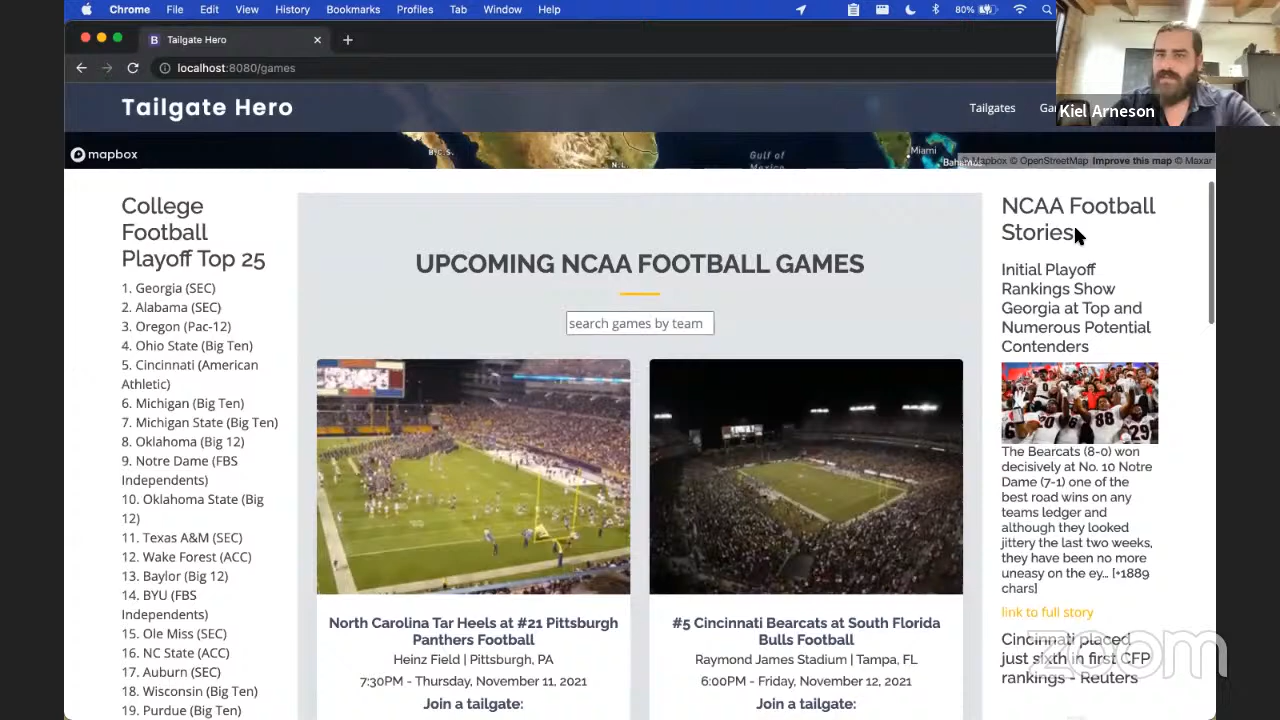 Chrome File Edit View History Bookmarks Profiles Tab Window Help 80%
B Tailgate Hero
localhost:8080/games
Tailgate Hero
Tailgates
Kiel Arneson
mapbox
B.C.S.
N.L.
Gulf of
Mexico
Miami
Mapbox © OpenStreetMap Improve this map © Maxar
College
Football
Playoff Top 25
1. Georgia (SEC)
2. Alabama (SEC)
3. Oregon (Pac-12)
4. Ohio State (Big Ten)
5. Cincinnati (American
Athletic)
6. Michigan (Big Ten)
7. Michigan State (Big Ten)
8. Oklahoma (Big 12)
9. Notre Dame (FBS
Independents)
10. Oklahoma State (Big
12)
11. Texas A&M (SEC)
12. Wake Forest (ACC)
13. Baylor (Big 12)
14. BYU (FBS
Independents)
15. Ole Miss (SEC)
16. NC State (ACC)
17. Auburn (SEC)
18. Wisconsin (Big Ten)
19. Purdue (Big Ten)
UPCOMING NCAA FOOTBALL GAMES
search games by team
North Carolina Tar Heels at #21 Pittsburgh
Panthers Football
Heinz Field | Pittsburgh, PA
7:30PM - Thursday, November 11, 2021
Join a tailgate:
#5 Cincinnati Bearcats at South Florida
Bulls Football
Raymond James Stadium | Tampa, FL
6:00PM - Friday, November 12, 2021
Join a tailgate:
NCAA Football
Stories
Initial Playoff
Rankings Show
Georgia at Top and
Numerous Potential
Contenders
The Bearcats (8-0) won
decisively at No. 10 Notre
Dame (7-1) one of the
best road wins on any
teams ledger and
although they looked
jittery the last two weeks,
they have been no more
uneasy on the ey… [+1889
chars]
link to full story
Cincinnati placed
just sixth in first CFP
rankings - Reuters
zoom